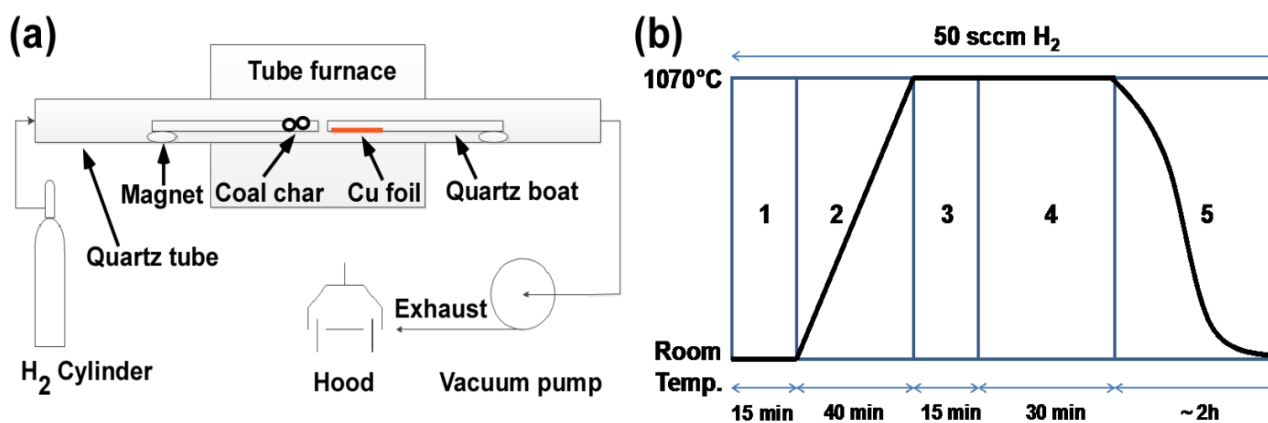 (a)
Tube furnace
Magnet
Coal char
Cu foil
Quartz boat
Quartz tube
Exhaust
H2 Cylinder
Hood
Vacuum pump
(b)
50 sccm H2
1070°C
1
2
3
4
5
Room
Temp.
15 min
40 min
15 min
30 min
~2h